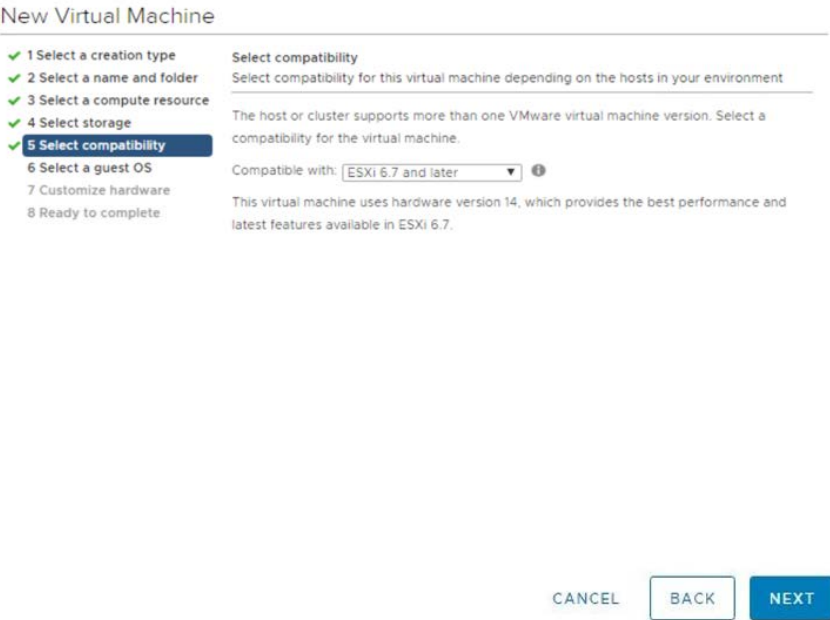 New Virtual Machine
1 Select a creation type
2 Select a name and folder
3 Select a compute resource
4 Select storage
5 Select compatibility
6 Select a guest OS
7 Customize hardware
8 Ready to complete
Select compatibility
Select compatibility for this virtual machine depending on the hosts in your environment
The host or cluster supports more than one VMware virtual machine version. Select a
compatibility for the virtual machine.
Compatible with: ESXi 6.7 and later
This virtual machine uses hardware version 14, which provides the best performance and
latest features available in ESXi 6.7.
CANCEL BACK NEXT